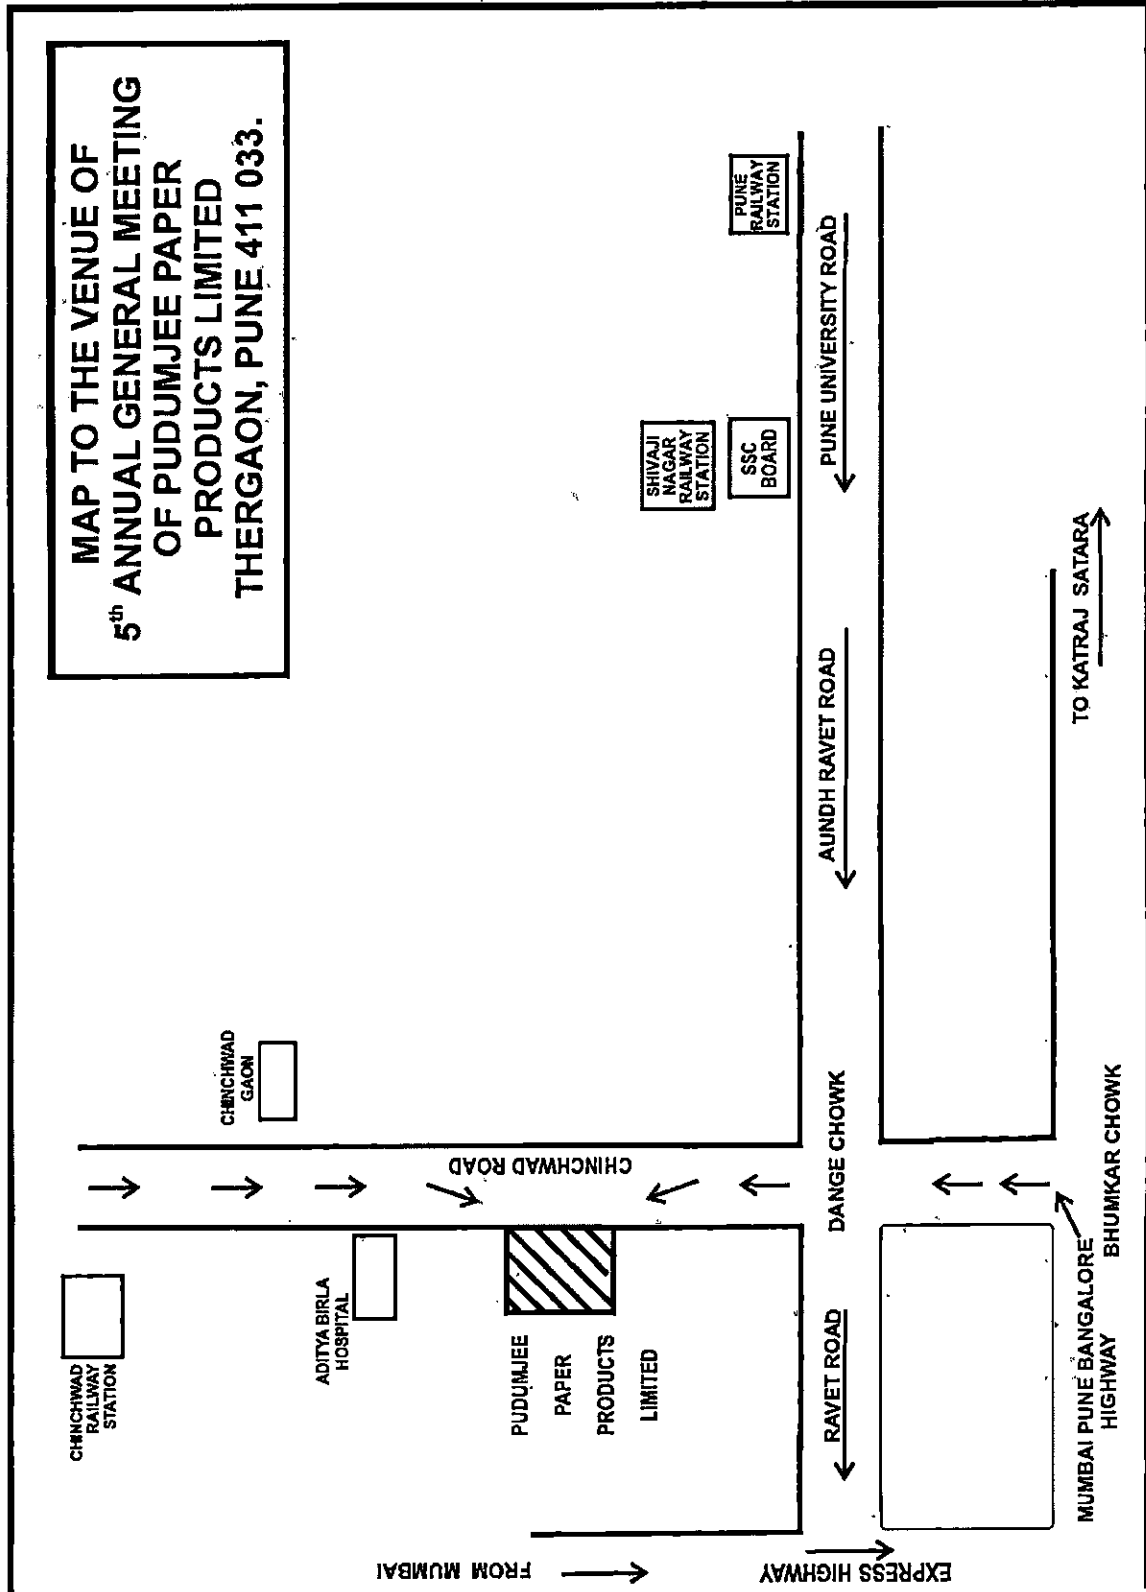 MAP TO THE VENUE OF
5th ANNUAL GENERAL MEETING
OF PUDUMJEE PAPER
PRODUCTS LIMITED
THERGAON, PUNE 411 033.
CHINCHWAD
RAILWAY
STATION
CHINCHWAD
GAON
ADITYA BIRLA
HOSPITAL
CHINCHWAD ROAD
PUDUMJEE
PAPER
PRODUCTS
LIMITED
SHIVAJI
NAGAR
RAILWAY
STATION
SSC
BOARD
PUNE
RAILWAY
STATION
FROM MUMBAI
EXPRESS HIGHWAY
RAVET ROAD
DANGE CHOWK
AUNDH RAVET ROAD
PUNE UNIVERSITY ROAD
MUMBAI PUNE BANGALORE
HIGHWAY
BHUMKAR CHOWK
TO KATRAJ SATARA